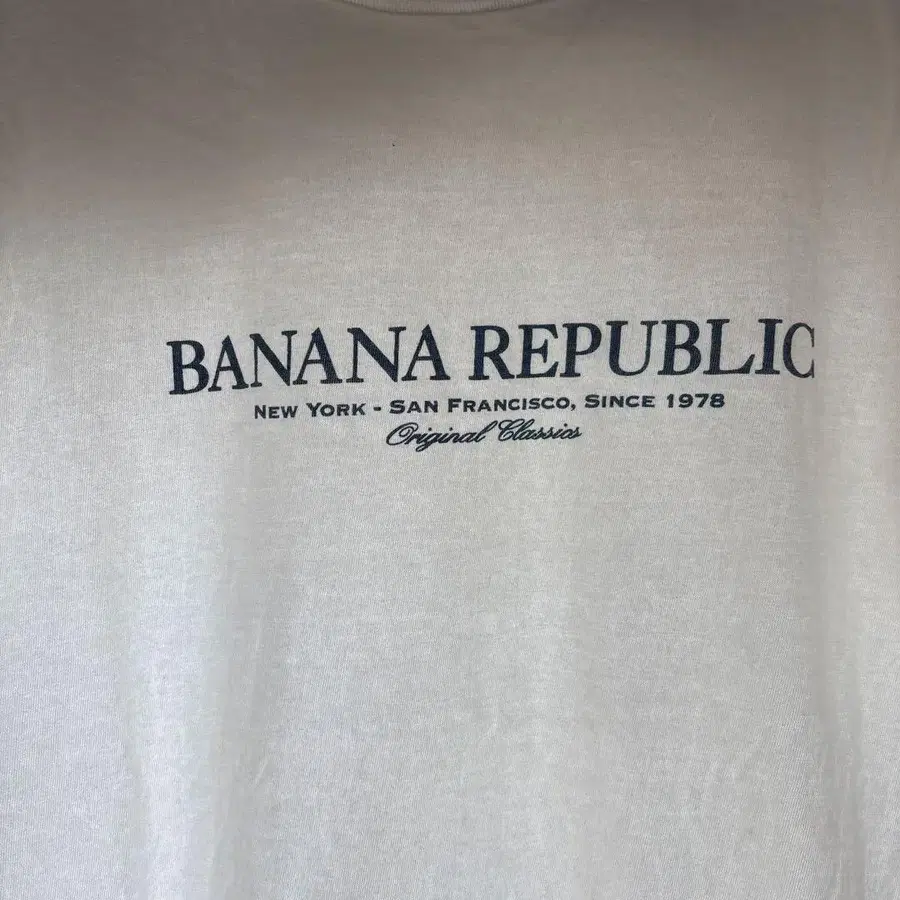 BANANA REPUBLIC
NEW YORK - SAN FRANCISCO, SINCE 1978
Original Classics